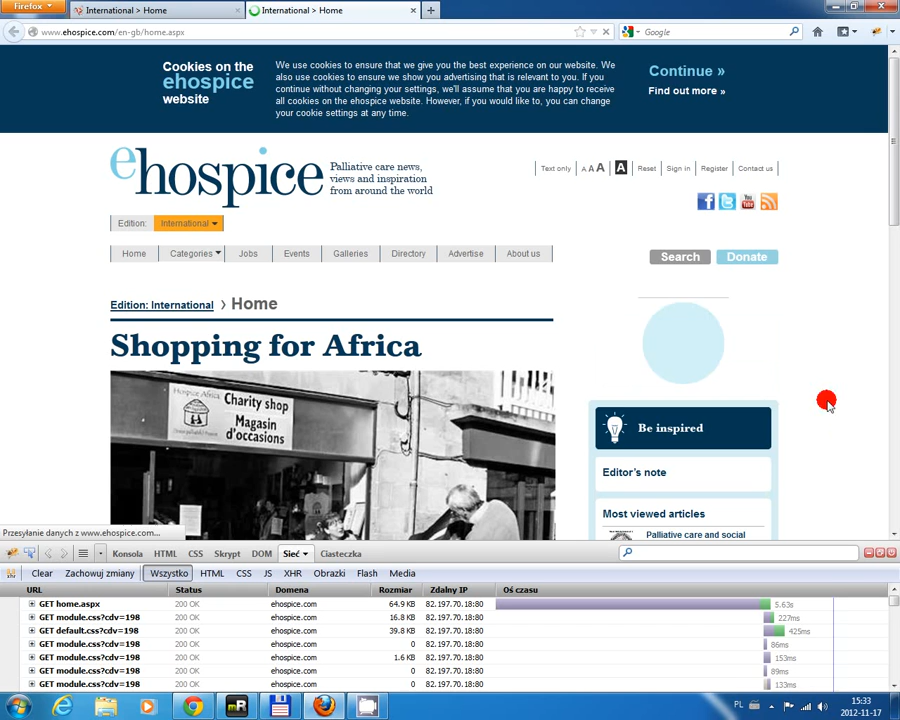 Firefox
International > Home
International > Home
www.ehospice.com/en-gb/home.aspx
Google
Cookies on the
ehospice
website
We use cookies to ensure that we give you the best experience on our website. We
also use cookies to ensure we show you advertising that is relevant to you. If you
continue without changing your settings, we'll assume that you are happy to receive
all cookies on the ehospice website. However, if you would like to, you can change
your cookie settings at any time.
Continue »
Find out more »
ehospice
Palliative care news,
views and inspiration
from around the world
Text only
A A A
A
Reset
Sign in
Register
Contact us
You
Edition: International
Home Categories Jobs Events Galleries Directory Advertise About us
Search
Donate
Edition: International > Home
Shopping for Africa
Hospice Africa
Charity shop
Magasin
d'occasions
Be inspired
Editor's note
Most viewed articles
Palliative care and social
Przesyłanie danych z www.ehospice.com...
Konsola HTML CSS Skrypt DOM Sieć Ciasteczka
Clear Zachowuj zmiany Wszystko HTML CSS JS XHR Obrazki Flash Media
URL Status Domena Rozmiar Zdalny IP Oś czasu
GET home.aspx 200 OK ehospice.com 64.9 KB 82.197.70.18:80 5.63s
GET module.css?cdv=198 200 OK ehospice.com 16.8 KB 82.197.70.18:80 227ms
GET default.css?cdv=198 200 OK ehospice.com 39.8 KB 82.197.70.18:80 425ms
GET module.css?cdv=198 200 OK ehospice.com 0 82.197.70.18:80 86ms
GET module.css?cdv=198 200 OK ehospice.com 1.6 KB 82.197.70.18:80 153ms
GET module.css?cdv=198 200 OK ehospice.com 0 82.197.70.18:80 89ms
GET module.css?cdv=198 200 OK ehospice.com 0 82.197.70.18:80 133ms
mR
PL
15:33
2012-11-17